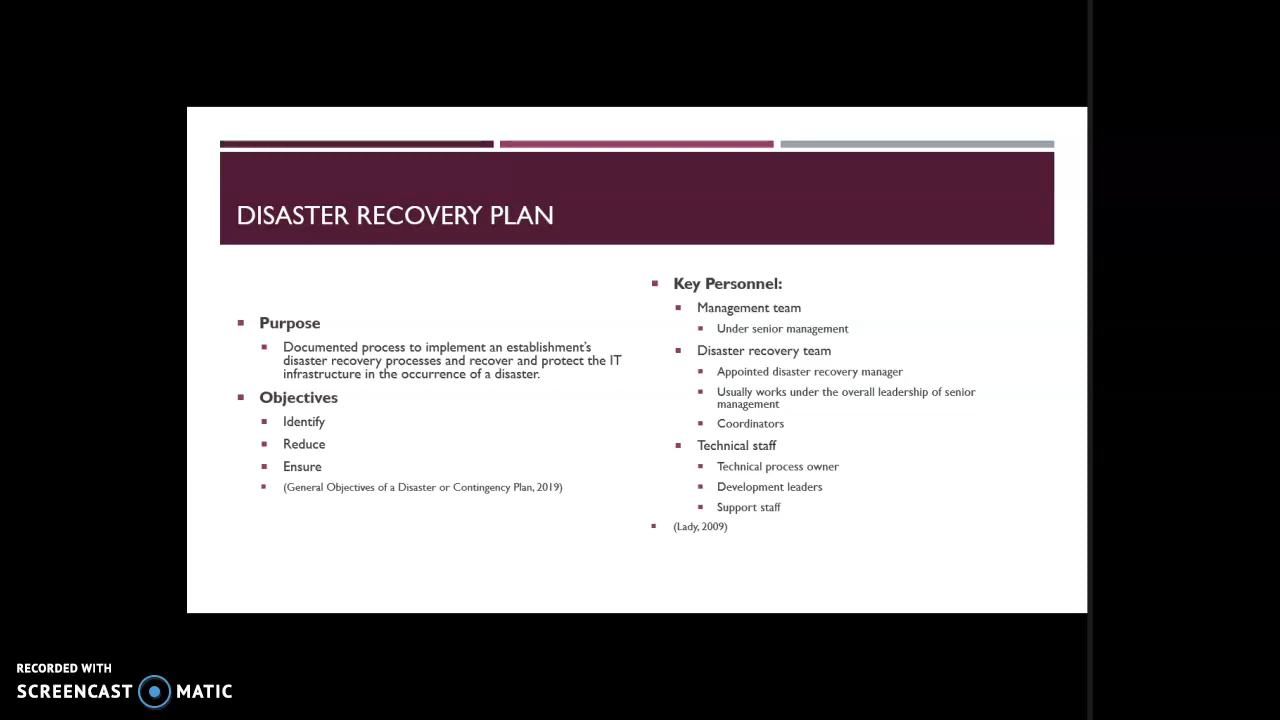 DISASTER RECOVERY PLAN
Purpose
Documented process to implement an establishment's
disaster recovery processes and recover and protect the IT
infrastructure in the occurrence of a disaster.
Objectives
Identify
Reduce
Ensure
(General Objectives of a Disaster or Contingency Plan, 2019)
Key Personnel:
Management team
Under senior management
Disaster recovery team
Appointed disaster recovery manager
Usually works under the overall leadership of senior
management
Coordinators
Technical staff
Technical process owner
Development leaders
Support staff
(Lady, 2009)
RECORDED WITH
SCREENCAST MATIC